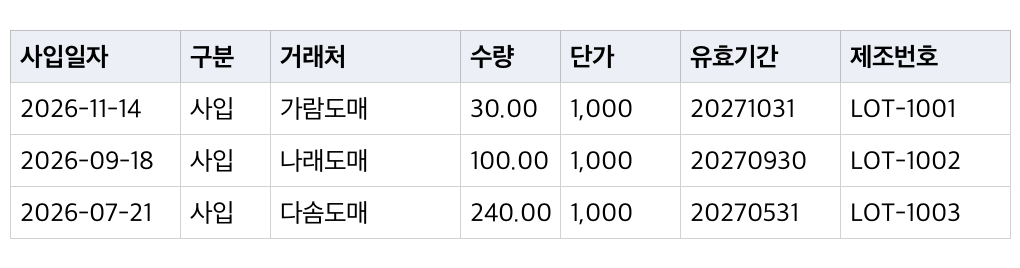 사입일자 구분 거래처 수량 단가 유효기간 제조번호
2026-11-14 사입 가람도매 30.00 1,000 20271031 LOT-1001
2026-09-18 사입 나래도매 100.00 1,000 20270930 LOT-1002
2026-07-21 사입 다솜도매 240.00 1,000 20270531 LOT-1003